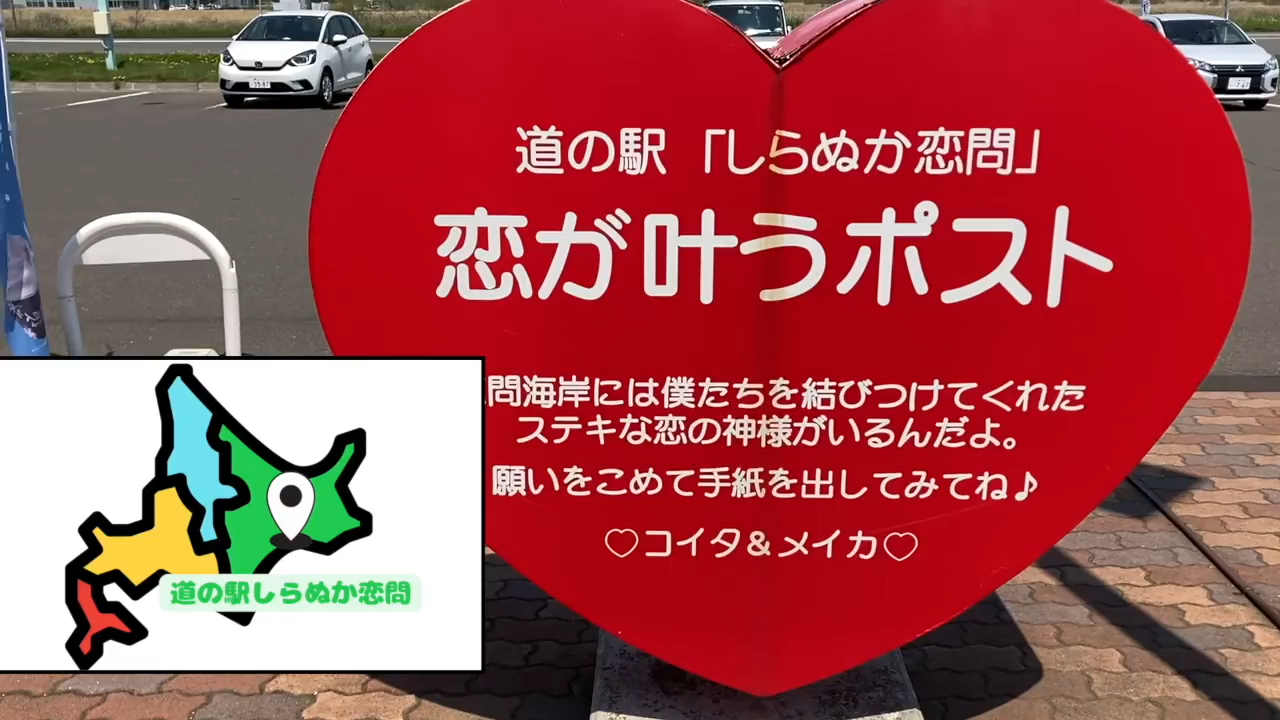 道の駅「しらぬか恋問」
恋が叶うポスト
問海岸には僕たちを結びつけてくれた
ステキな恋の神様がいるんだよ。
願いをこめて手紙を出してみてね♪
♡コイタ＆メイカ♡
道の駅しらぬか恋問